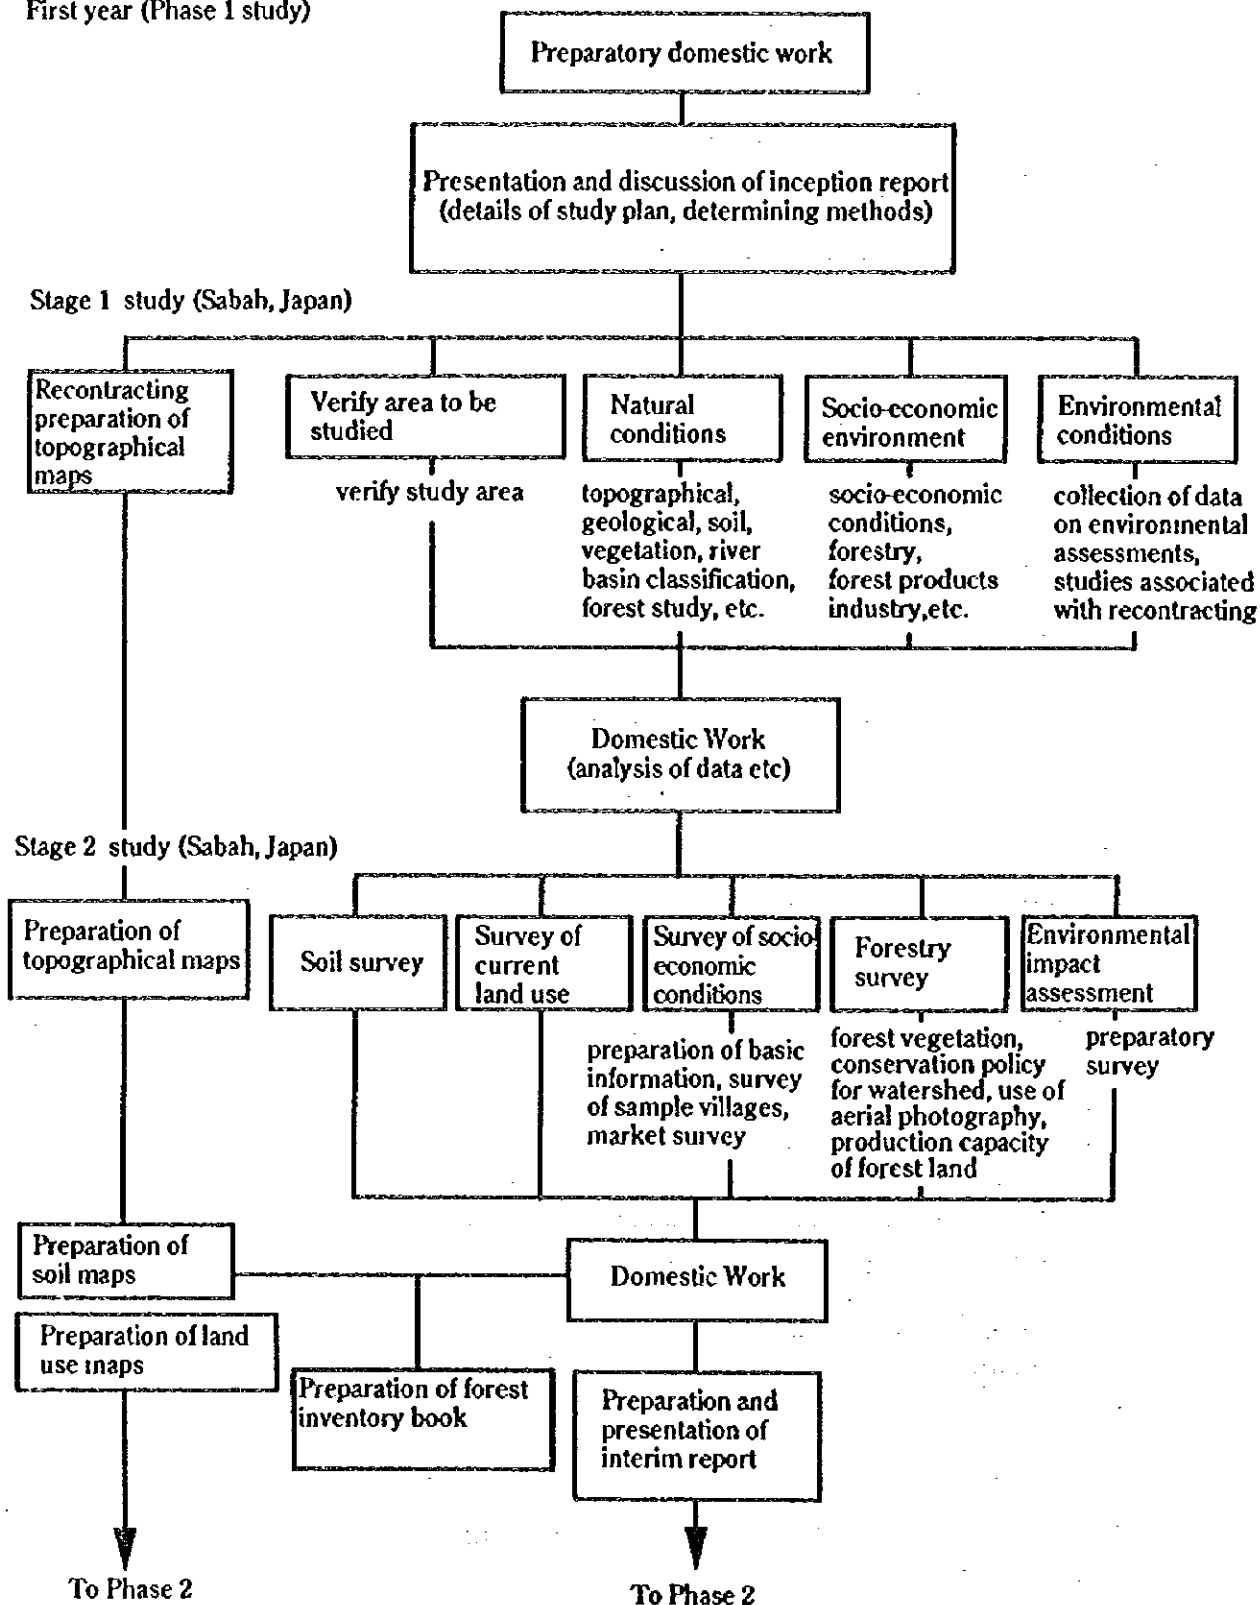 First year (Phase 1 study)
Preparatory domestic work
Presentation and discussion of inception report
(details of study plan, determining methods)
Stage 1 study (Sabah, Japan)
Recontracting
preparation of
topographical
maps
Verify area to be
studied
verify study area
Natural
conditions
topographical,
geological, soil,
vegetation, river
basin classification,
forest study, etc.
Socio-economic
environment
socio-economic
conditions,
forestry,
forest products
industry,etc.
Environmental
conditions
collection of data
on environmental
assessments,
studies associated
with recontracting
Domestic Work
(analysis of data etc)
Stage 2 study (Sabah, Japan)
Preparation of
topographical maps
Soil survey
Survey of
current
land use
Survey of socio-
economic
conditions
preparation of basic
information, survey
of sample villages,
market survey
Forestry
survey
forest vegetation,
conservation policy
for watershed, use of
aerial photography,
production capacity
of forest land
Environmental
impact
assessment
preparatory
survey
Preparation of
soil maps
Domestic Work
Preparation of land
use maps
Preparation of forest
inventory book
Preparation and
presentation of
interim report
To Phase 2
To Phase 2